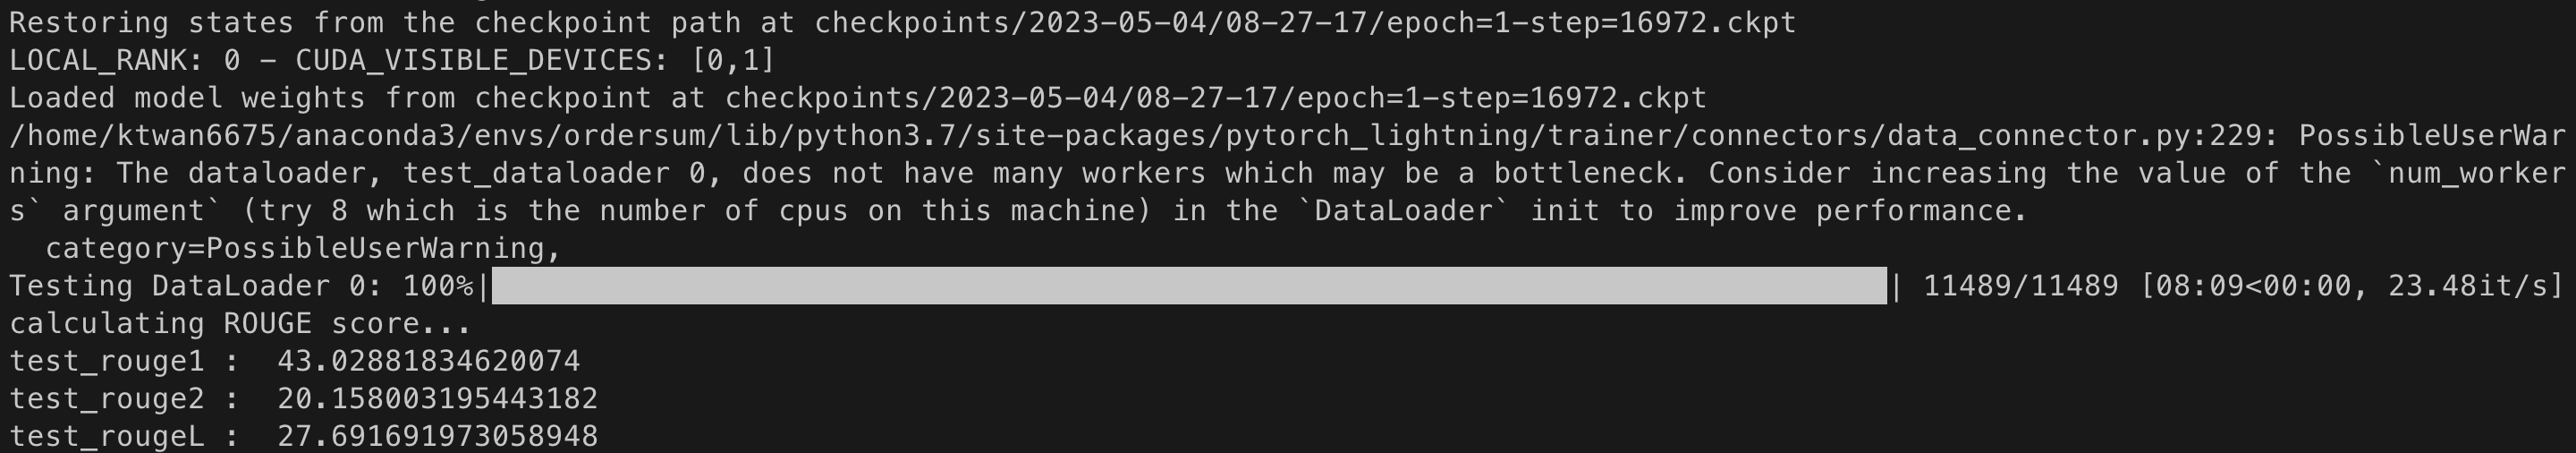 Restoring states from the checkpoint path at checkpoints/2023-05-04/08-27-17/epoch=1-step=16972.ckpt
LOCAL_RANK: 0 - CUDA_VISIBLE_DEVICES: [0,1]
Loaded model weights from checkpoint at checkpoints/2023-05-04/08-27-17/epoch=1-step=16972.ckpt
/home/ktwan6675/anaconda3/envs/ordersum/lib/python3.7/site-packages/pytorch_lightning/trainer/connectors/data_connector.py:229: PossibleUserWar
ning: The dataloader, test_dataloader 0, does not have many workers which may be a bottleneck. Consider increasing the value of the `num_worker
s` argument` (try 8 which is the number of cpus on this machine) in the `DataLoader` init to improve performance.
  category=PossibleUserWarning,
Testing DataLoader 0: 100%|| 11489/11489 [08:09<00:00, 23.48it/s]
calculating ROUGE score...
test_rouge1 :  43.02881834620074
test_rouge2 :  20.158003195443182
test_rougeL :  27.691691973058948